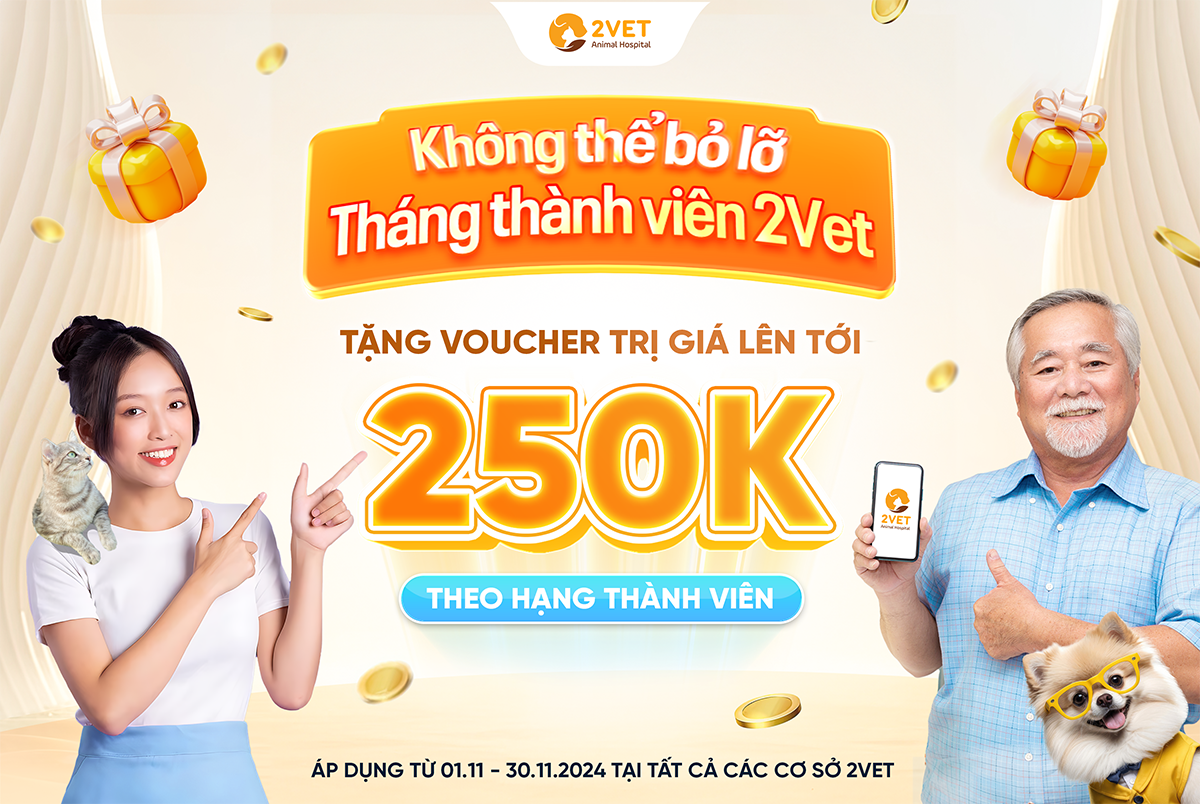 2VET
Animal Hospital
Không thể bỏ lỡ
Tháng thành viên 2Vet
TẶNG VOUCHER TRỊ GIÁ LÊN TỚI
250K
THEO HẠNG THÀNH VIÊN
2VET
Animal Hospital
ÁP DỤNG TỪ 01.11 - 30.11.2024 TẠI TẤT CẢ CÁC CƠ SỞ 2VET